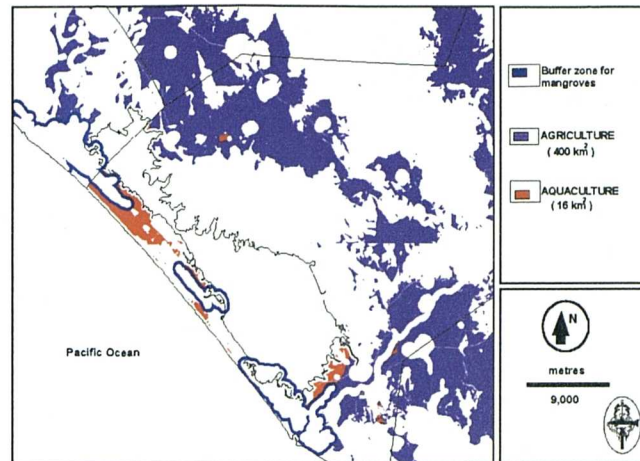 Buffer zone for
mangroves
AGRICULTURE
( 400 km² )
AQUACULTURE
( 16 km² )
Pacific Ocean
N
metres
9,000